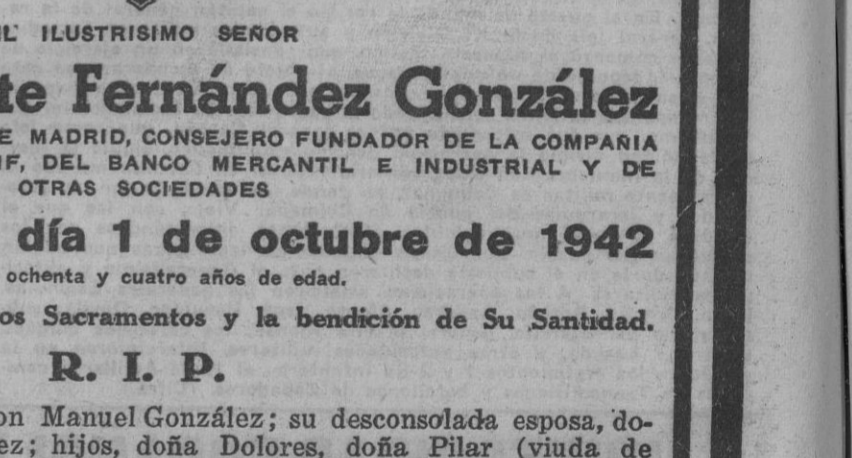 EL ILUSTRISIMO SEÑOR
te Fernández González
E MADRID, CONSEJERO FUNDADOR DE LA COMPAÑIA
IF, DEL BANCO MERCANTIL E INDUSTRIAL Y DE
OTRAS SOCIEDADES
día 1 de octubre de 1942
ochenta y cuatro años de edad.
os Sacramentos y la bendición de Su Santidad.
R. I. P.
on Manuel González; su desconsolada esposa, do-
ez; hijos, doña Dolores, doña Pilar (viuda de